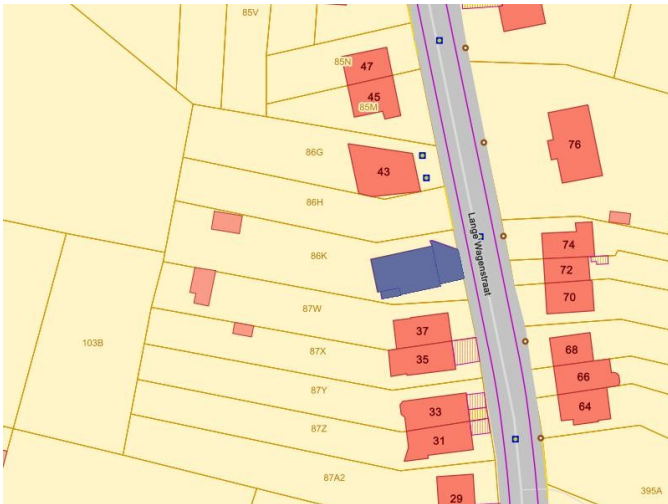 85V
85N
47
45
85M
76
86G
43
86H
Lange Wagenstraat
74
86K
72
70
87W
37
103B
87X
35
68
66
87Y
33
64
87Z
31
87A2
29
395A